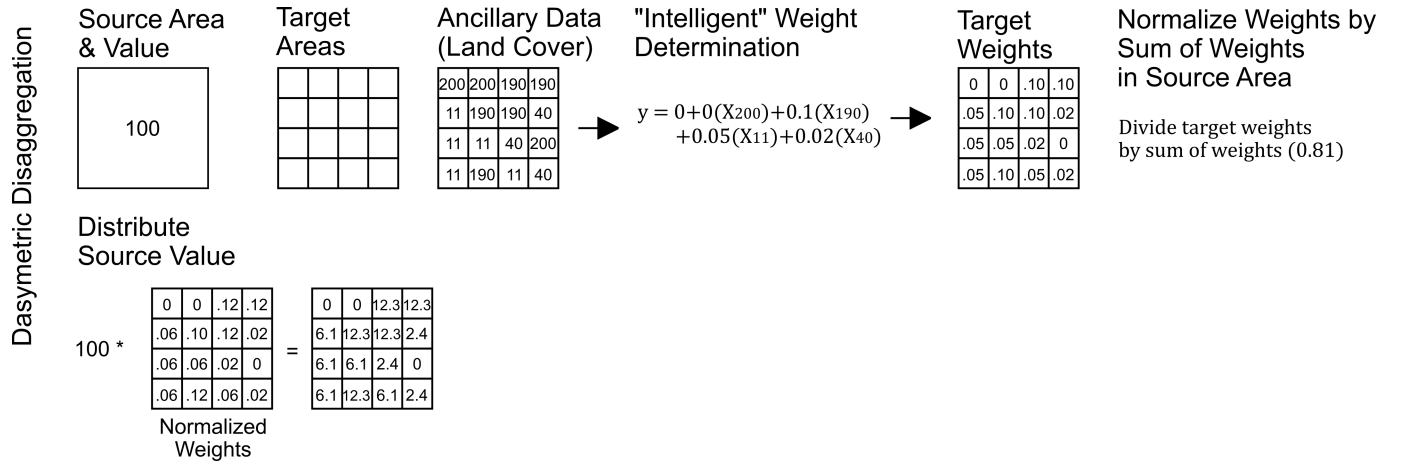 Dasymetric Disaggregation
Source Area
& Value
100
Target
Areas
Ancillary Data
(Land Cover)
200 200 190 190
11 190 190 40
11 11 40 200
11 190 11 40
"Intelligent" Weight
Determination
y = 0+0(X200)+0.1(X190)
+0.05(X11)+0.02(X40)
Target
Weights
0 0 .10 .10
.05 .10 .10 .02
.05 .05 .02 0
.05 .10 .05 .02
Normalize Weights by
Sum of Weights
in Source Area
Divide target weights
by sum of weights (0.81)
Distribute
Source Value
100 *
0 0 .12 .12
.06 .10 .12 .02
.06 .06 .02 0
.06 .12 .06 .02
Normalized
Weights
=
0 0 12.3 12.3
6.1 12.3 12.3 2.4
6.1 6.1 2.4 0
6.1 12.3 6.1 2.4